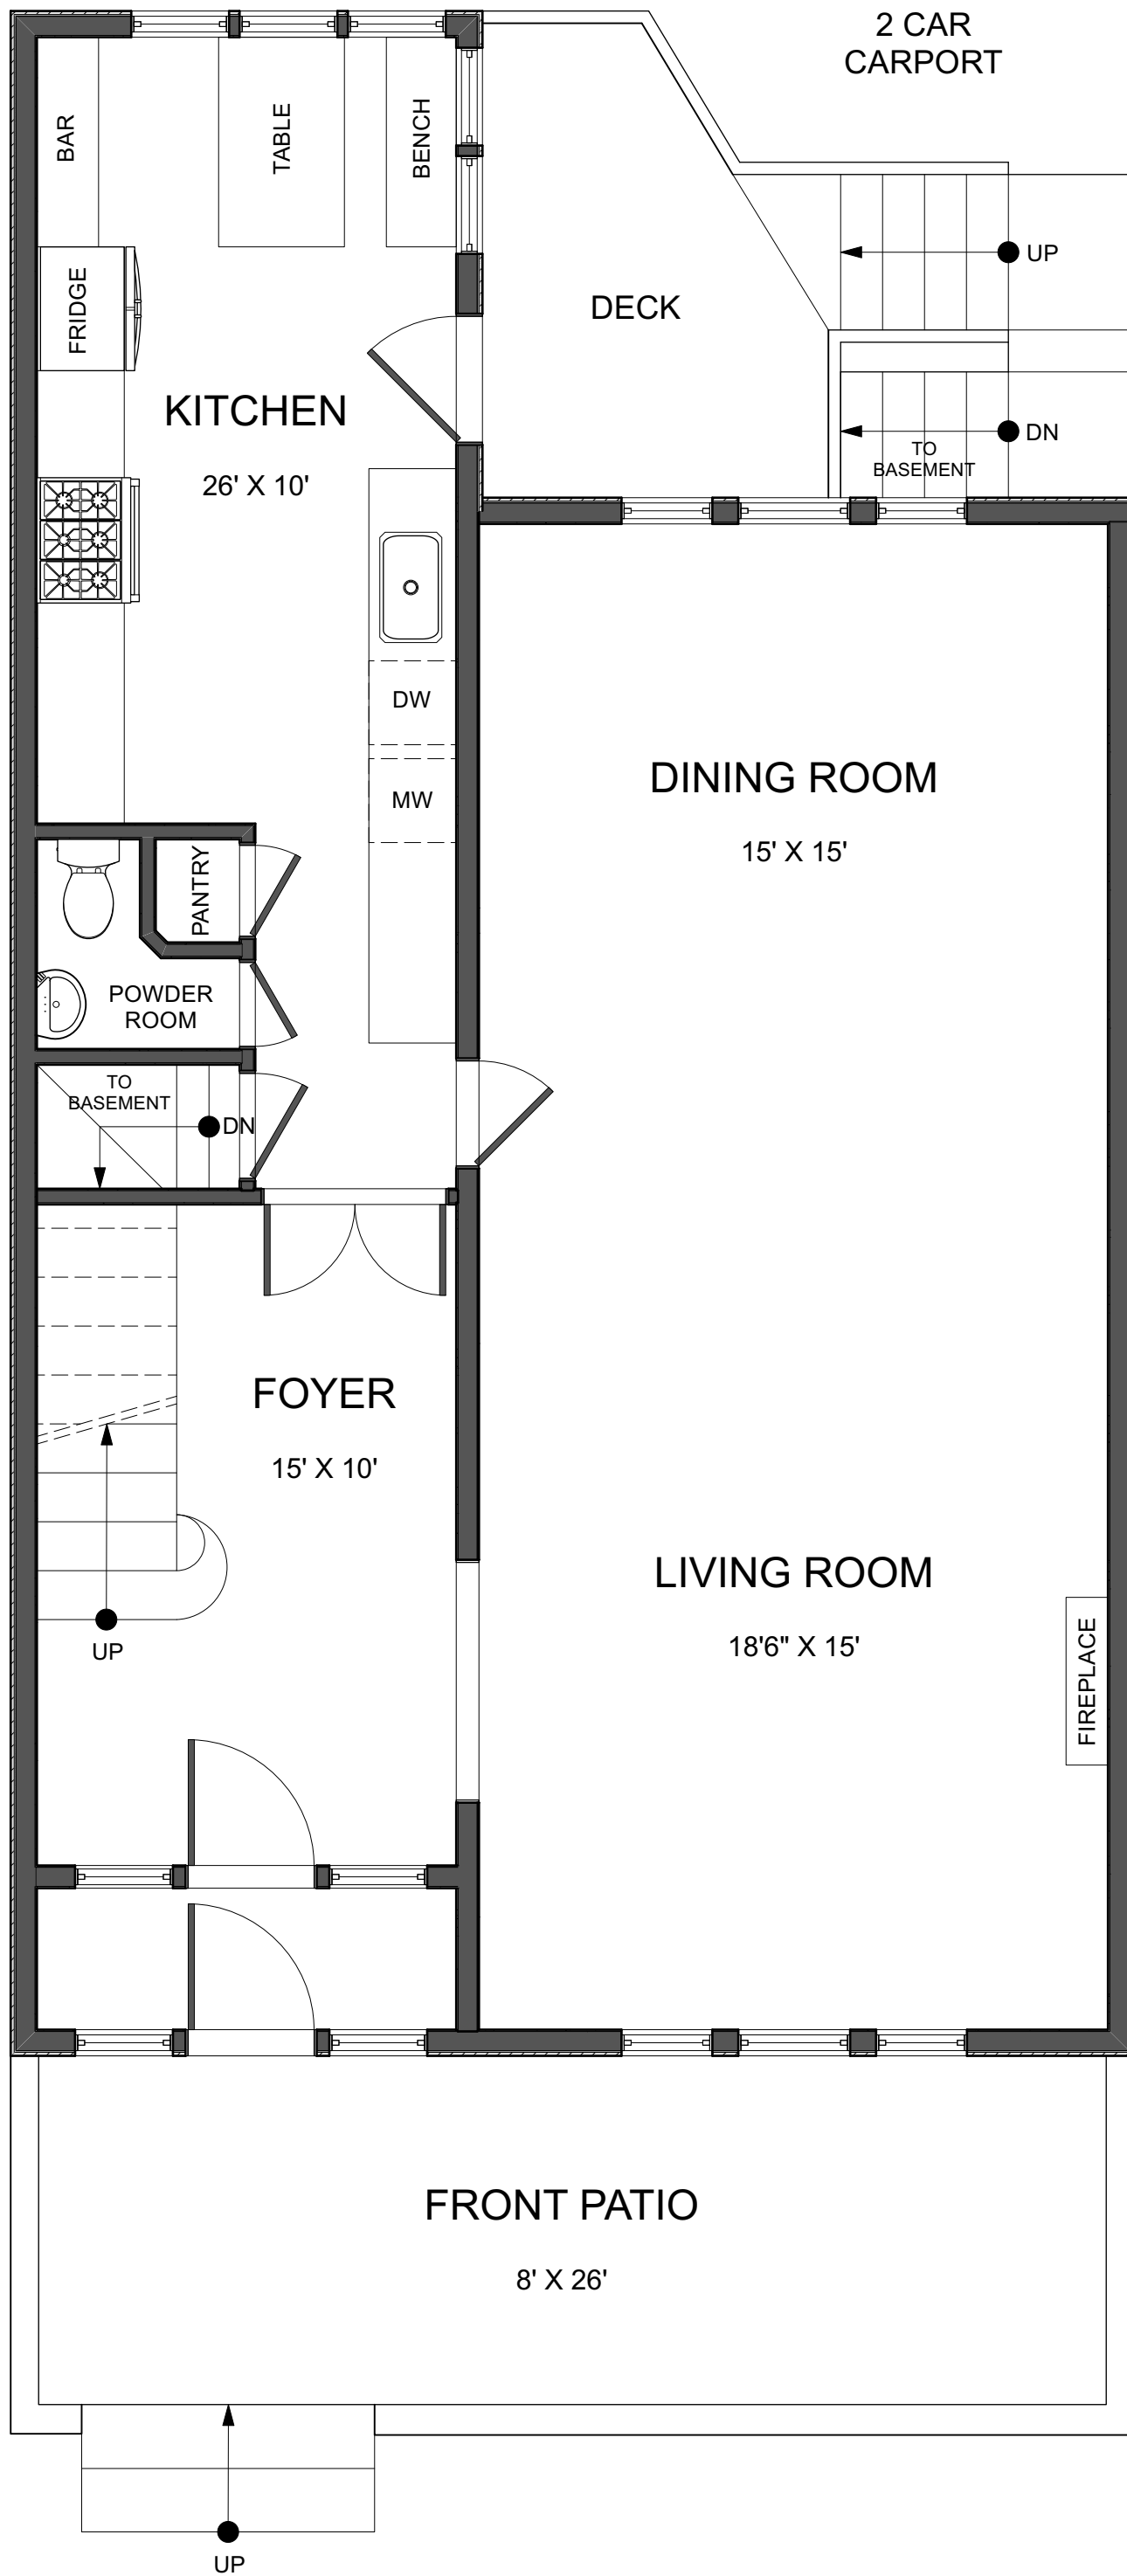 2 CAR
CARPORT
BAR
TABLE
BENCH
UP
FRIDGE
DECK
KITCHEN
26' X 10'
DN
TO
BASEMENT
DW
MW
DINING ROOM
15' X 15'
PANTRY
POWDER
ROOM
TO
BASEMENT
DN
FOYER
15' X 10'
LIVING ROOM
18'6" X 15'
FIREPLACE
UP
FRONT PATIO
8' X 26'
UP